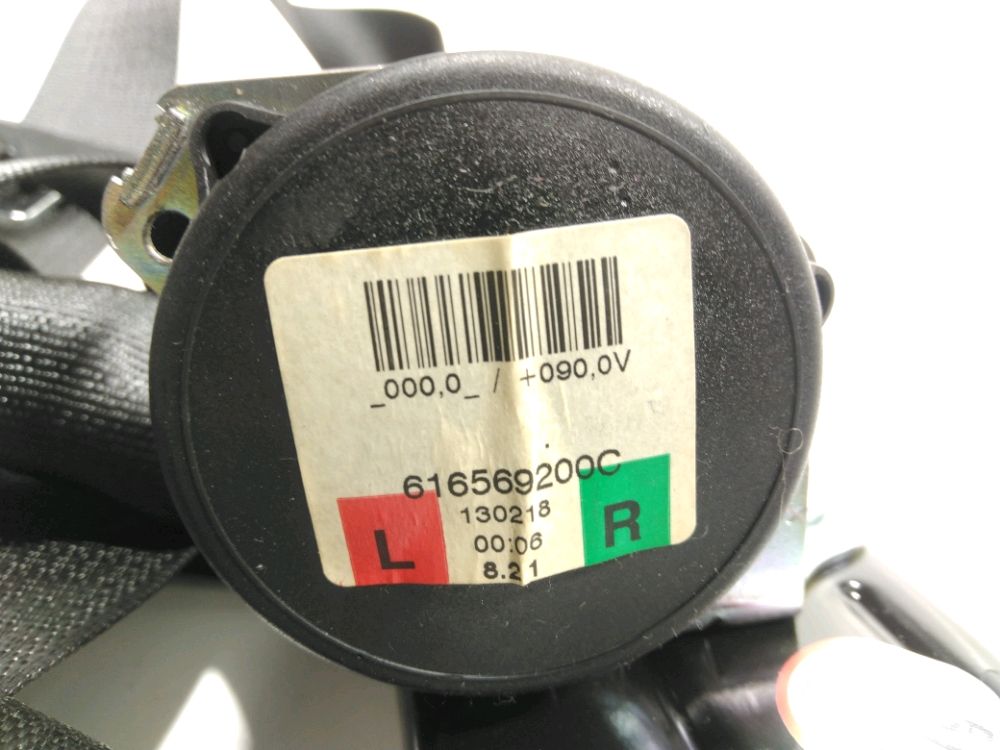 _000,0_ / +090,0V
616569200C
130218
00:06
8.21
L
R